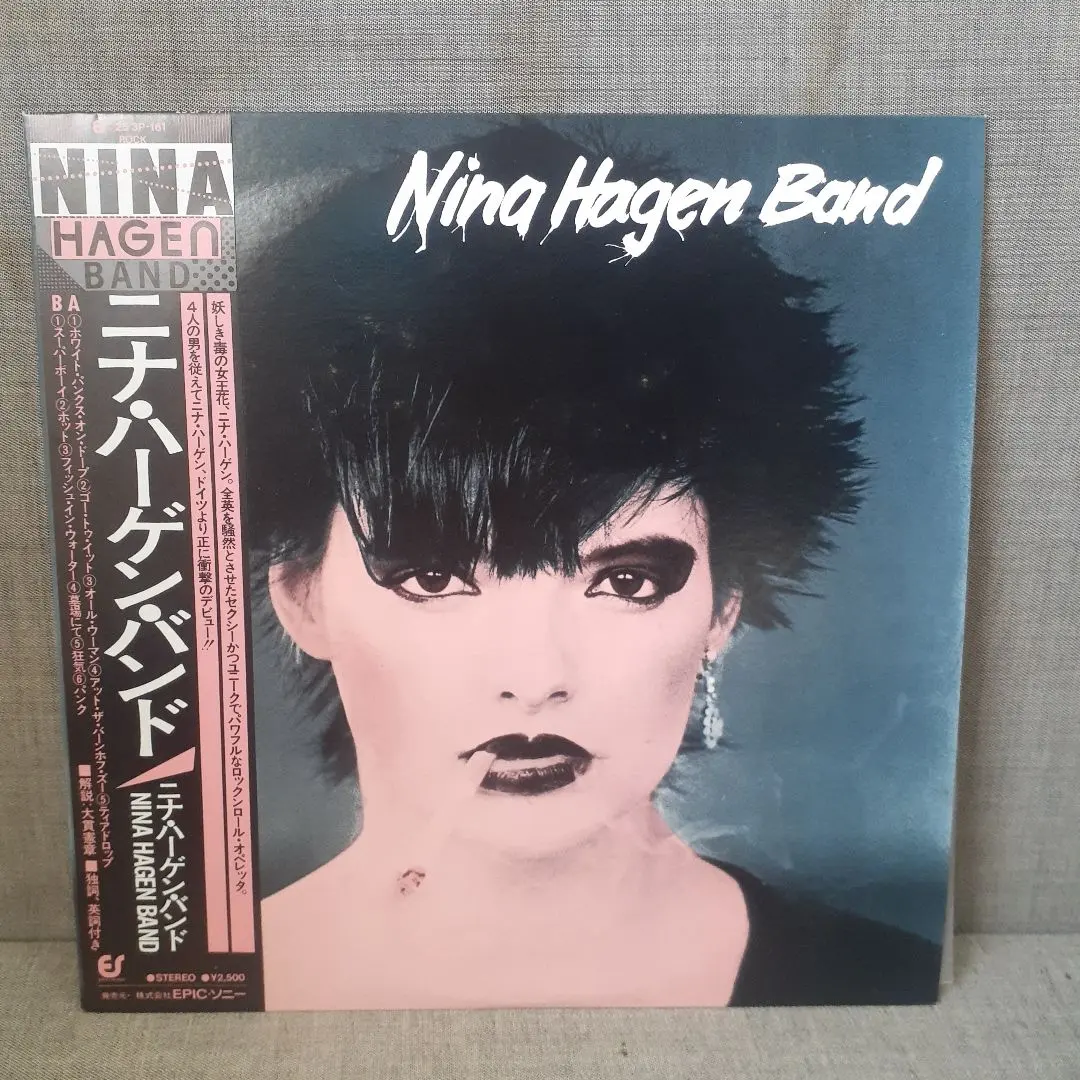 25·3P-161
ROCK
NINA
HAGEN
BAND
Nina Hagen Band
妖しき毒の女王花、ニナ・ハーゲン。全英を騒然とさせたセクシーかつユニークで、パワフルなロックンロール・オペレッタ。
4人の男を従えてニナ・ハーゲン、ドイツより正に衝撃のデビュー!!
ニナ・ハーゲン・バンド
ニナ・ハーゲン・バンド
NINA HAGEN BAND
A ①ホワイト・パンクス・オン・ドープ②ゴー・トゥ・イット③オール・ウーマン④アット・ザ・バーンホフ・ズー⑤ティアドロップ
B ①スーパーボーイ②ホット③フィッシュ・イン・ウォーター④墓場にて⑤狂気⑥パンク
■解説・大貫憲章 ■独詞、英詞付き
ES
●STEREO ●¥2,500
発売元・株式会社EPIC・ソニー